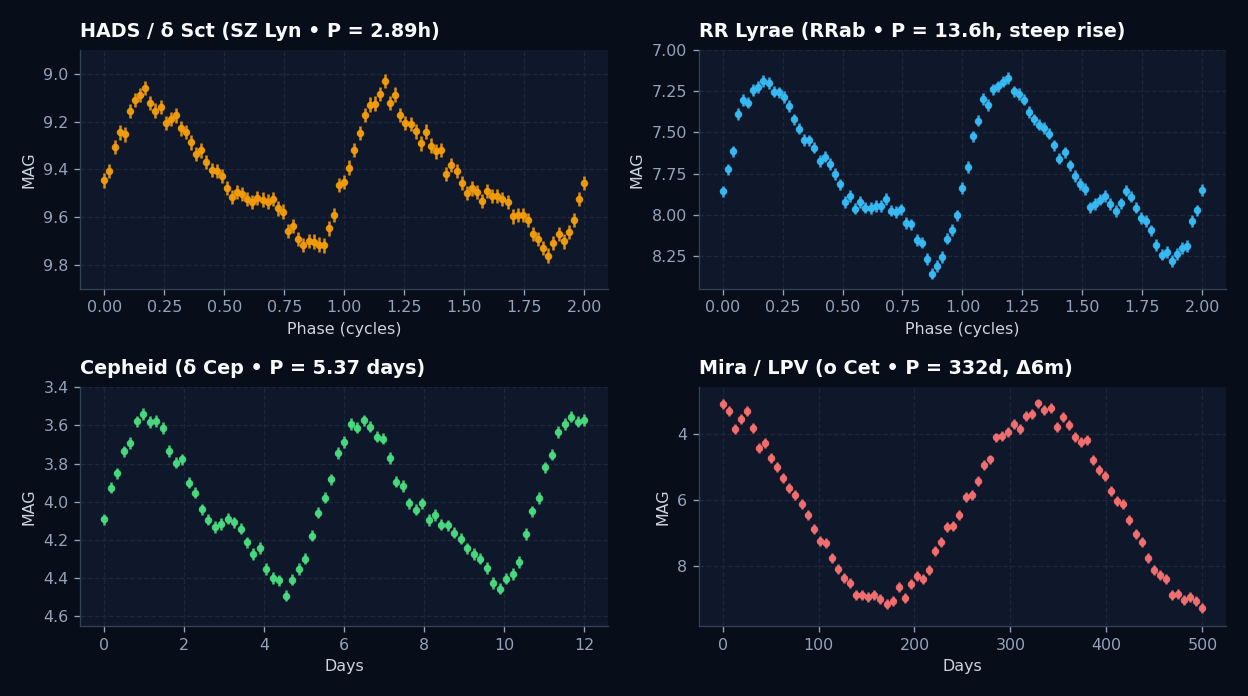 HADS / δ Sct (SZ Lyn • P = 2.89h)
MAG
9.0
9.2
9.4
9.6
9.8
0.00 0.25 0.50 0.75 1.00 1.25 1.50 1.75 2.00
Phase (cycles)
RR Lyrae (RRab • P = 13.6h, steep rise)
MAG
7.00
7.25
7.50
7.75
8.00
8.25
0.00 0.25 0.50 0.75 1.00 1.25 1.50 1.75 2.00
Phase (cycles)
Cepheid (δ Cep • P = 5.37 days)
MAG
3.4
3.6
3.8
4.0
4.2
4.4
4.6
0 2 4 6 8 10 12
Days
Mira / LPV (o Cet • P = 332d, Δ6m)
MAG
4
6
8
0 100 200 300 400 500
Days